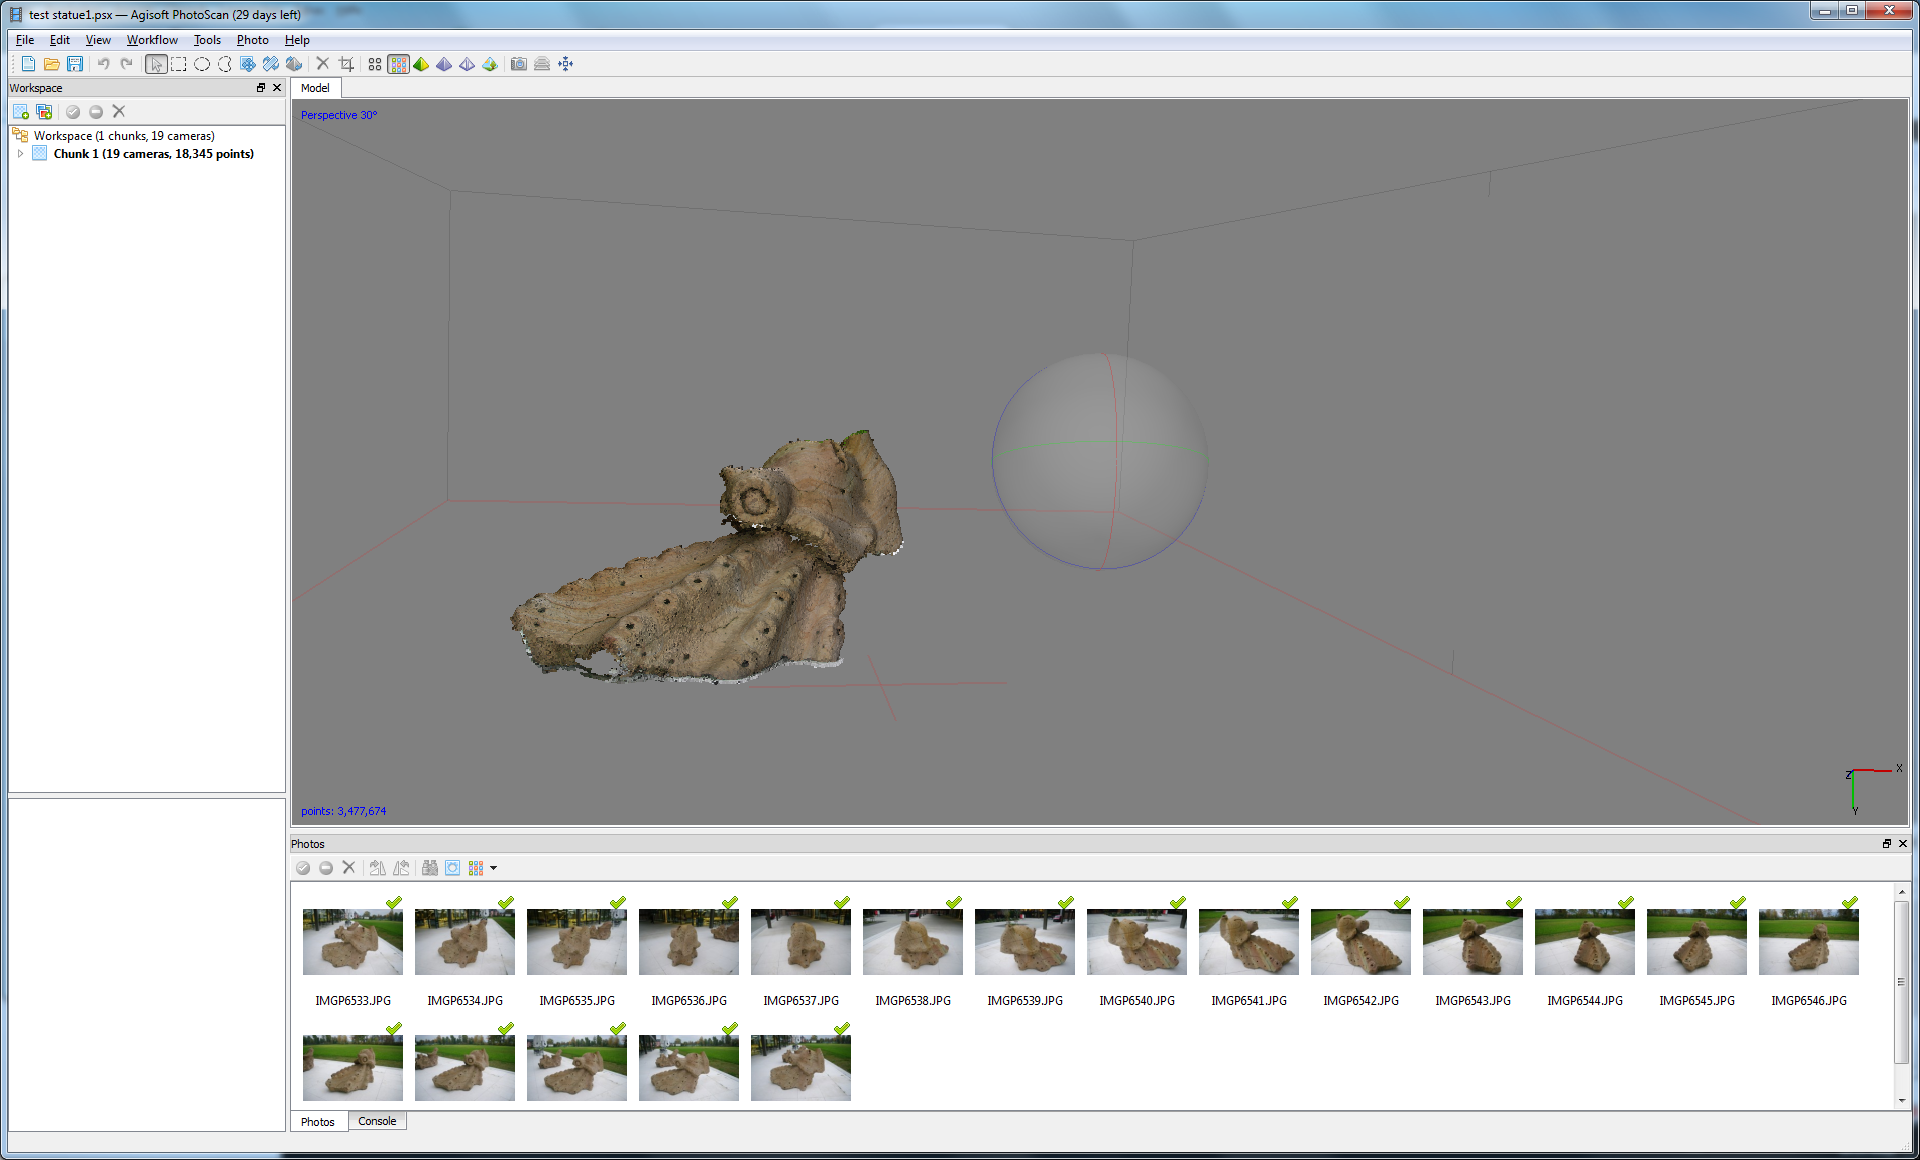 test statue1.psx — Agisoft PhotoScan (29 days left)
File Edit View Workflow Tools Photo Help
Workspace
Model
Workspace (1 chunks, 19 cameras)
Chunk 1 (19 cameras, 18,345 points)
Perspective 30°
X
Z
Y
points: 3,477,674
Photos
IMGP6533.JPG IMGP6534.JPG IMGP6535.JPG IMGP6536.JPG IMGP6537.JPG IMGP6538.JPG IMGP6539.JPG IMGP6540.JPG IMGP6541.JPG IMGP6542.JPG IMGP6543.JPG IMGP6544.JPG IMGP6545.JPG IMGP6546.JPG
Photos Console